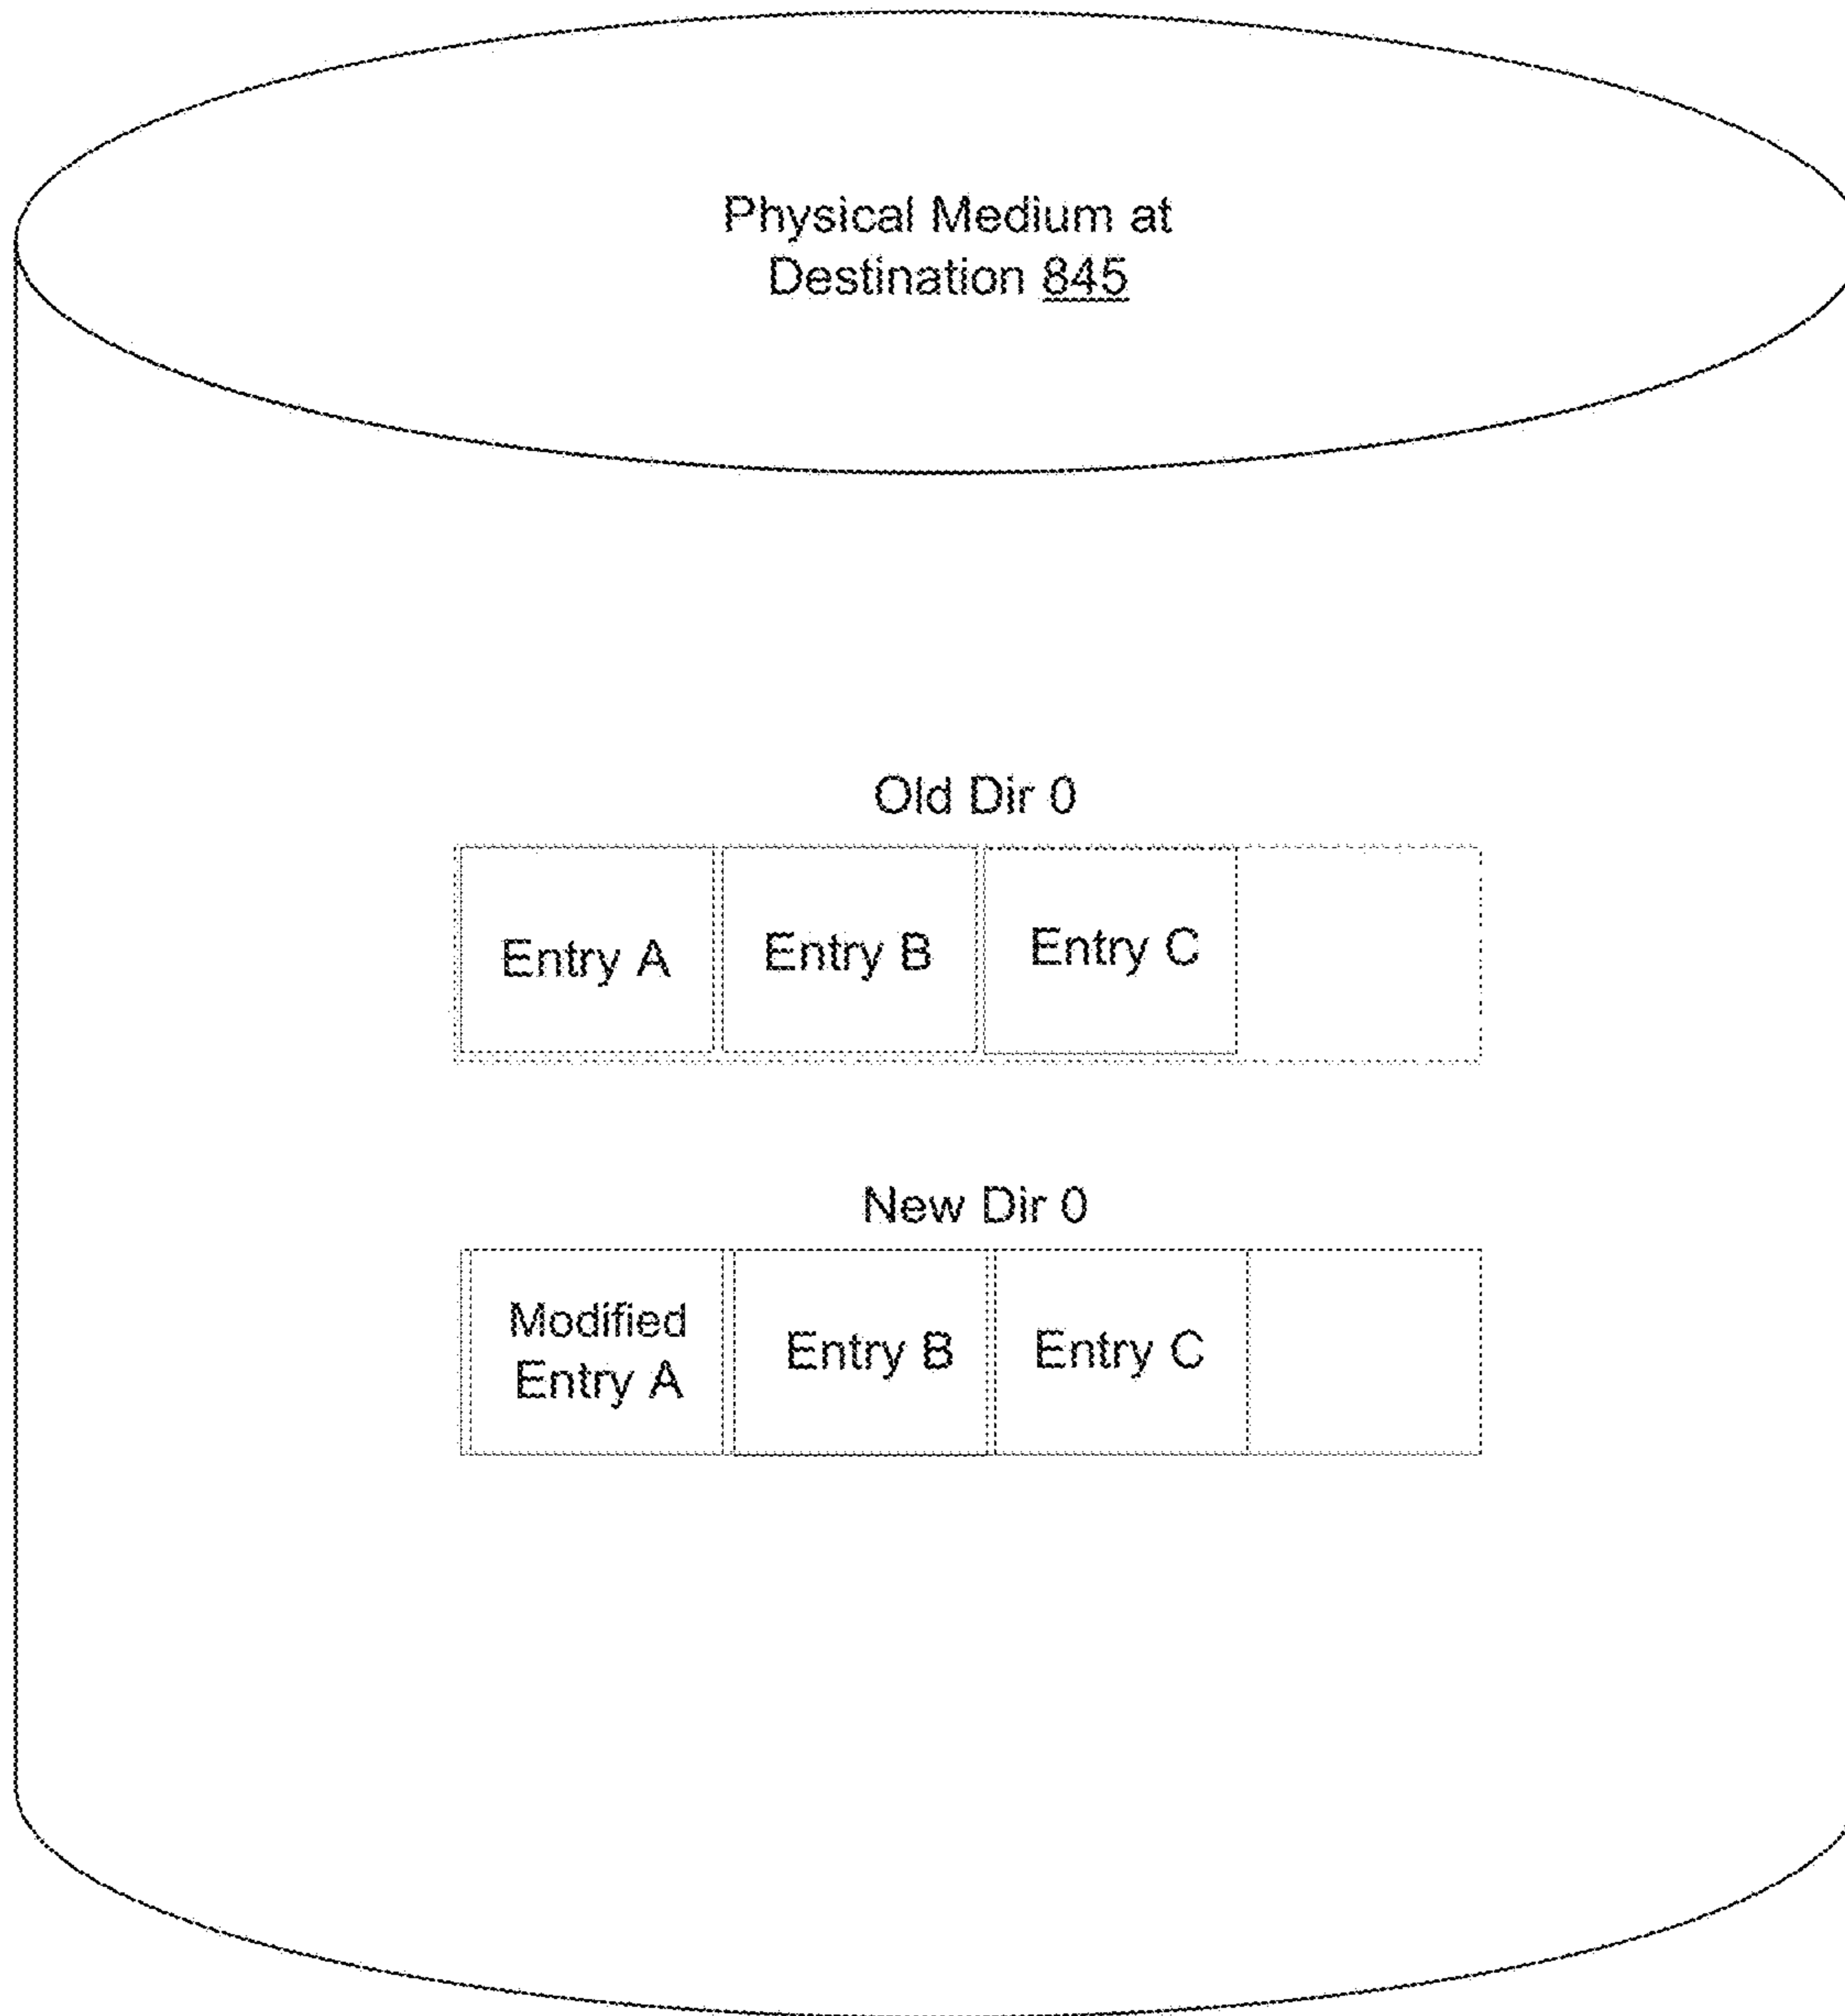 Physical Medium at
Destination 845
Old Dir 0
Entry A
Entry B
Entry C
New Dir 0
Modified
Entry A
Entry B
Entry C